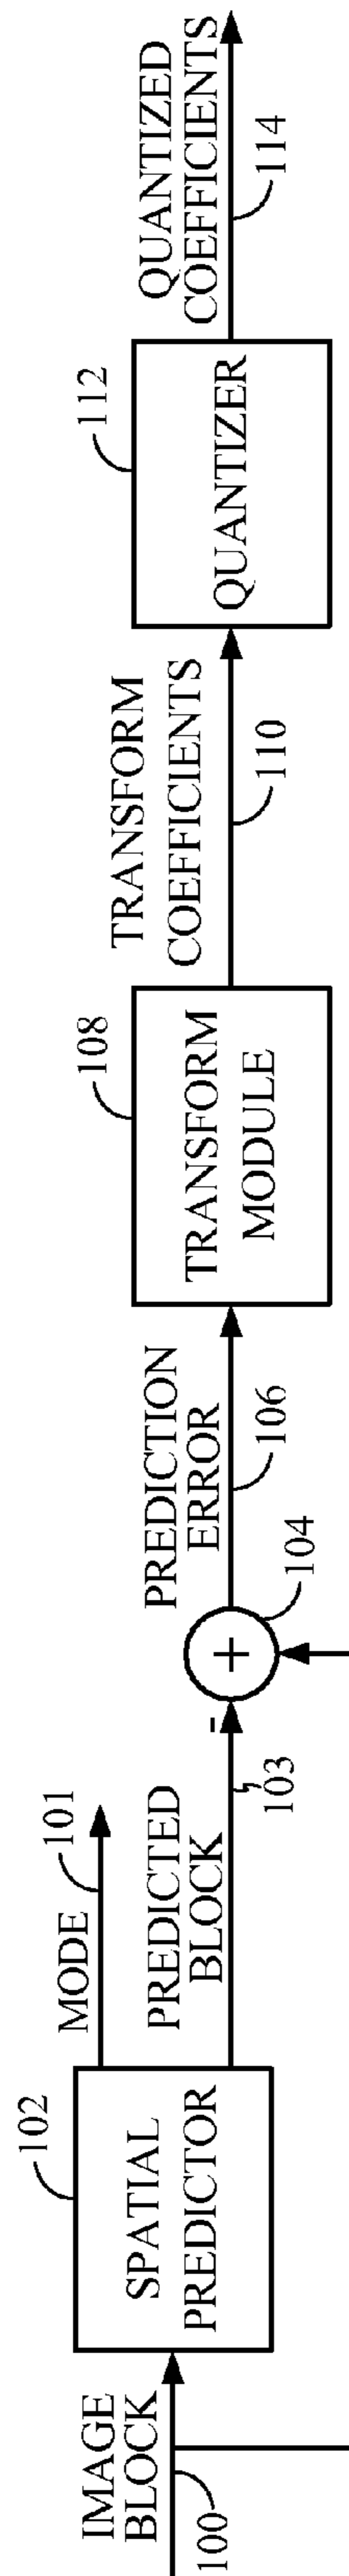 IMAGE
BLOCK
100
102
SPATIAL
PREDICTOR
MODE
101
PREDICTED
BLOCK
103
-
+
104
PREDICTION
ERROR
106
108
TRANSFORM
MODULE
TRANSFORM
COEFFICIENTS
110
112
QUANTIZER
QUANTIZED
COEFFICIENTS
114